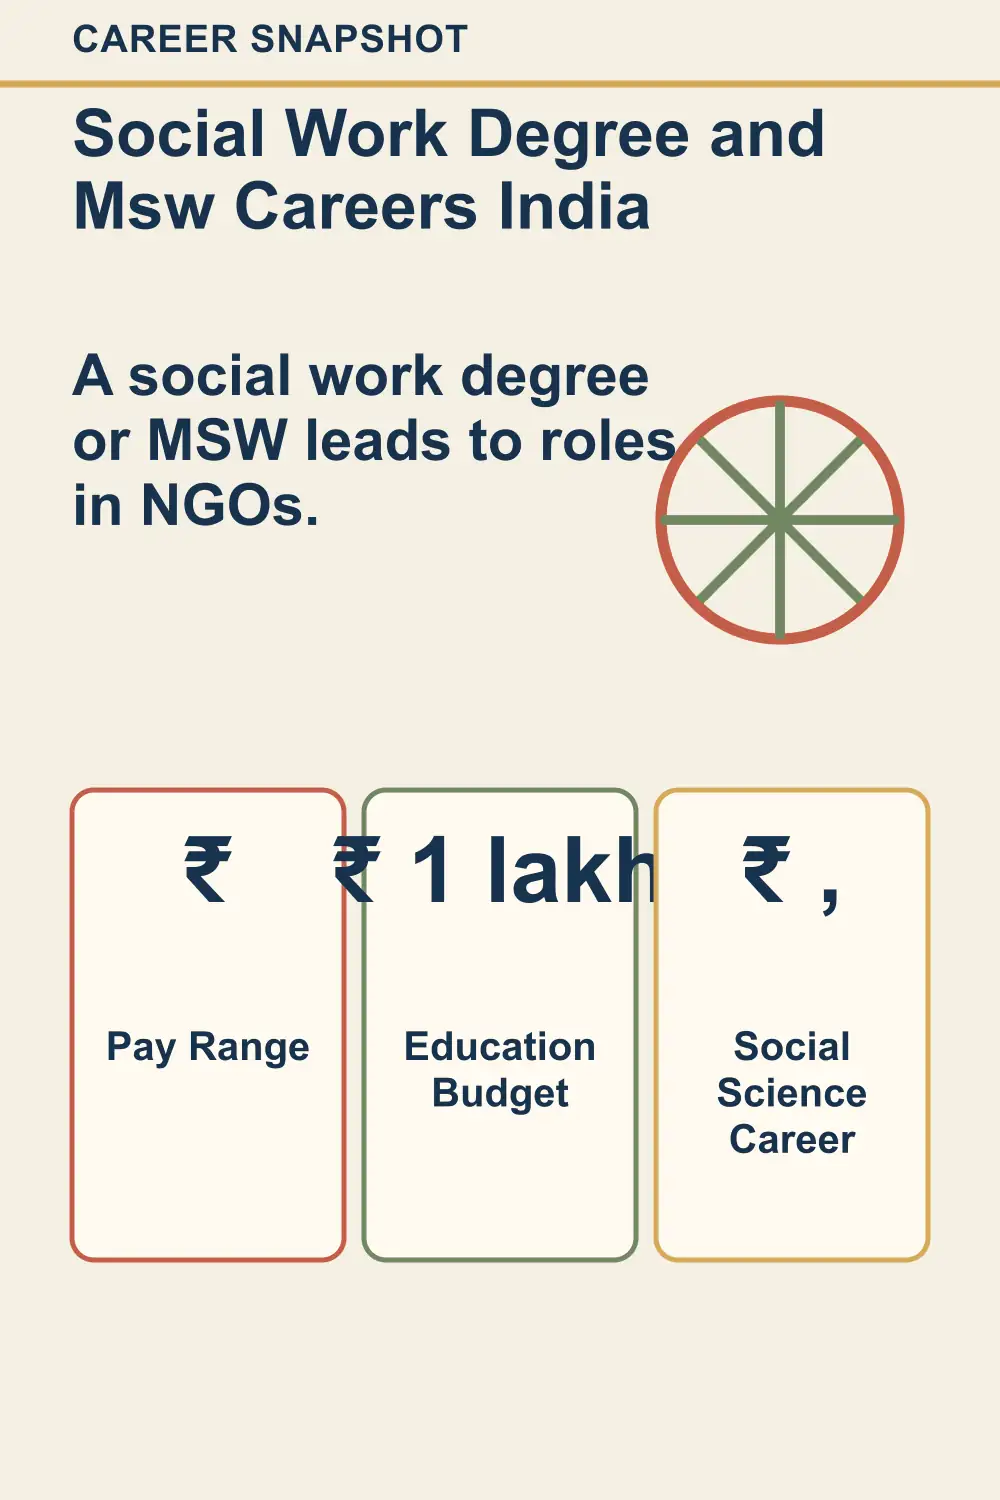 CAREER SNAPSHOT
Social Work Degree and
Msw Careers India
A social work degree
or MSW leads to roles
in NGOs.
₹
₹ 1 lakh
₹ ,
Pay Range
Education
Budget
Social
Science
Career